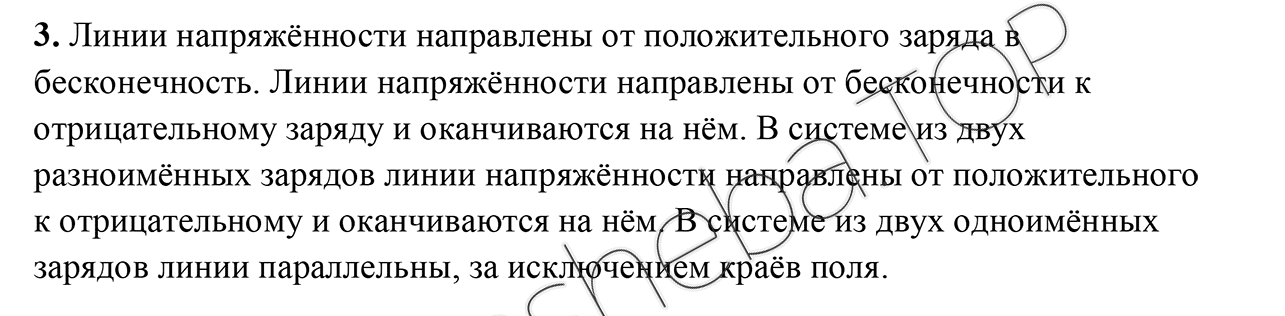 3. Линии напряжённости направлены от положительного заряда в
бесконечность. Линии напряжённости направлены от бесконечности к
отрицательному заряду и оканчиваются на нём. В системе из двух
разноимённых зарядов линии напряжённости направлены от положительного
к отрицательному и оканчиваются на нём. В системе из двух одноимённых
зарядов линии параллельны, за исключением краёв поля.